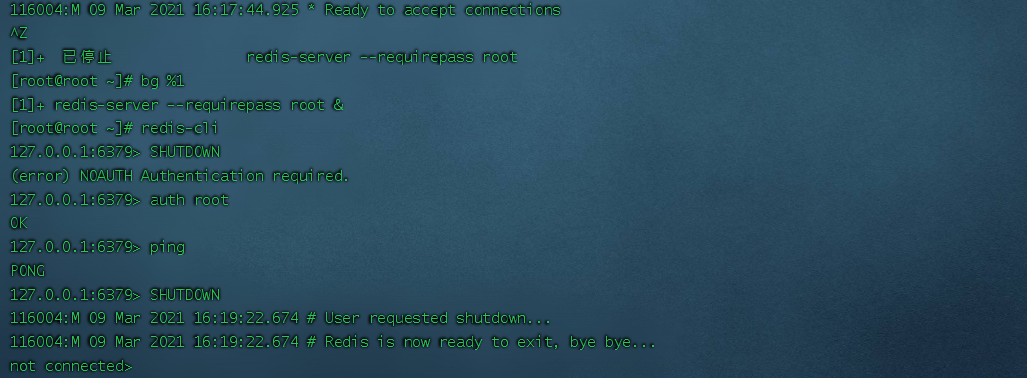 116004:M 09 Mar 2021 16:17:44.925 * Ready to accept connections
^Z
[1]+  已停止               redis-server --requirepass root
[root@root ~]# bg %1
[1]+ redis-server --requirepass root &
[root@root ~]# redis-cli
127.0.0.1:6379> SHUTDOWN
(error) NOAUTH Authentication required.
127.0.0.1:6379> auth root
OK
127.0.0.1:6379> ping
PONG
127.0.0.1:6379> SHUTDOWN
116004:M 09 Mar 2021 16:19:22.674 # User requested shutdown...
116004:M 09 Mar 2021 16:19:22.674 # Redis is now ready to exit, bye bye...
not connected>